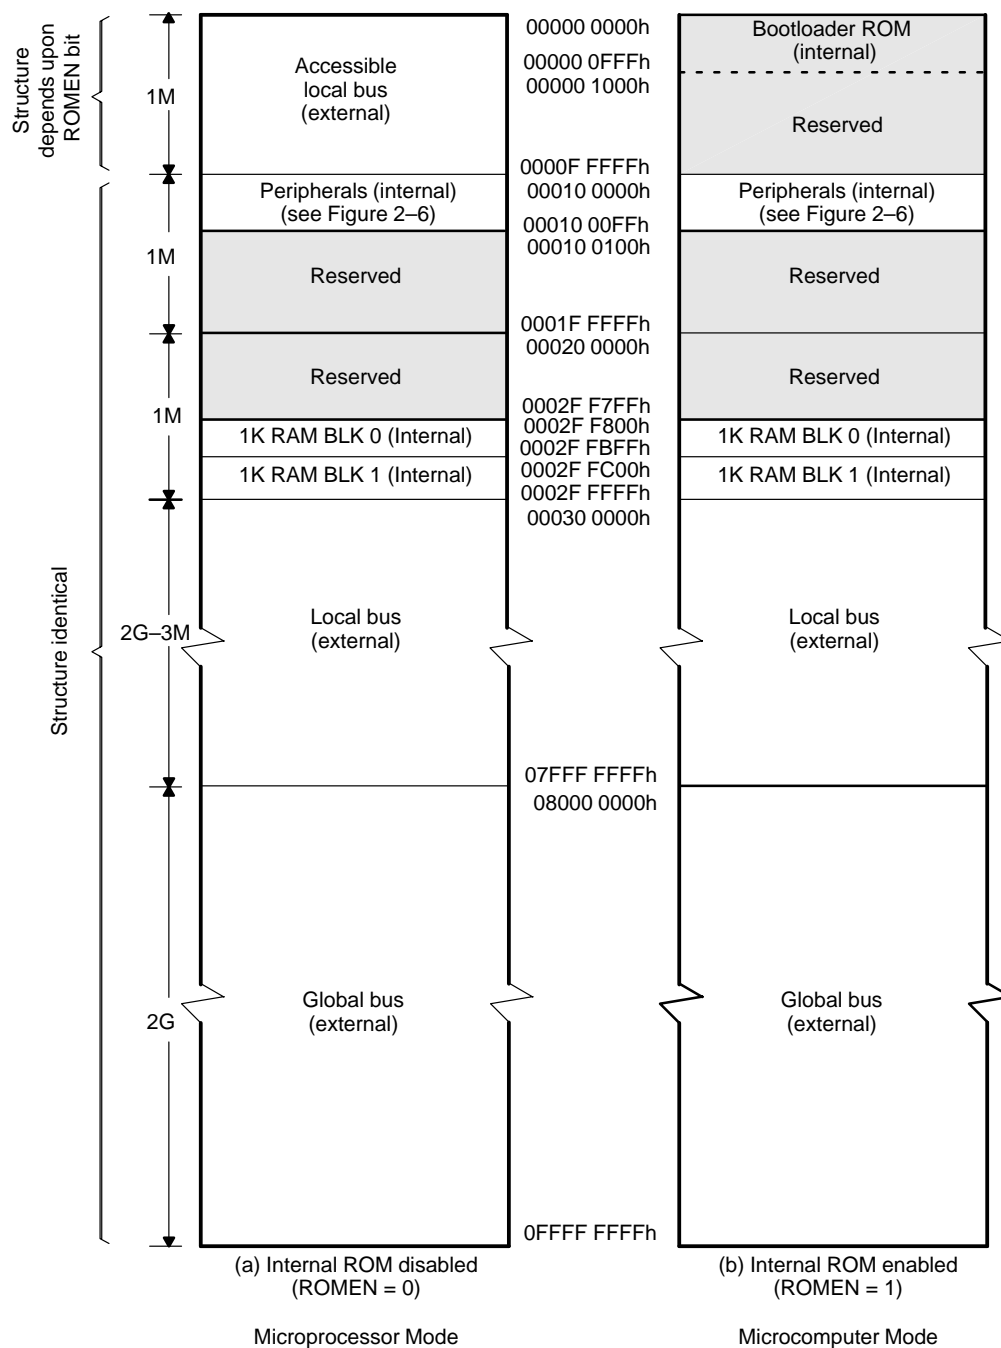 Structure
depends upon
ROMEN bit
Structure identical
1M
1M
1M
2G–3M
2G
Accessible
local bus
(external)
Peripherals (internal)
(see Figure 2–6)
Reserved
Reserved
1K RAM BLK 0 (Internal)
1K RAM BLK 1 (Internal)
Local bus
(external)
Global bus
(external)
(a) Internal ROM disabled
(ROMEN = 0)
Microprocessor Mode
00000 0000h
00000 0FFFh
00000 1000h
0000F FFFFh
00010 0000h
00010 00FFh
00010 0100h
0001F FFFFh
00020 0000h
0002F F7FFh
0002F F800h
0002F FBFFh
0002F FC00h
0002F FFFFh
00030 0000h
07FFF FFFFh
08000 0000h
0FFFF FFFFh
Bootloader ROM
(internal)
Reserved
Peripherals (internal)
(see Figure 2–6)
Reserved
Reserved
1K RAM BLK 0 (Internal)
1K RAM BLK 1 (Internal)
Local bus
(external)
Global bus
(external)
(b) Internal ROM enabled
(ROMEN = 1)
Microcomputer Mode